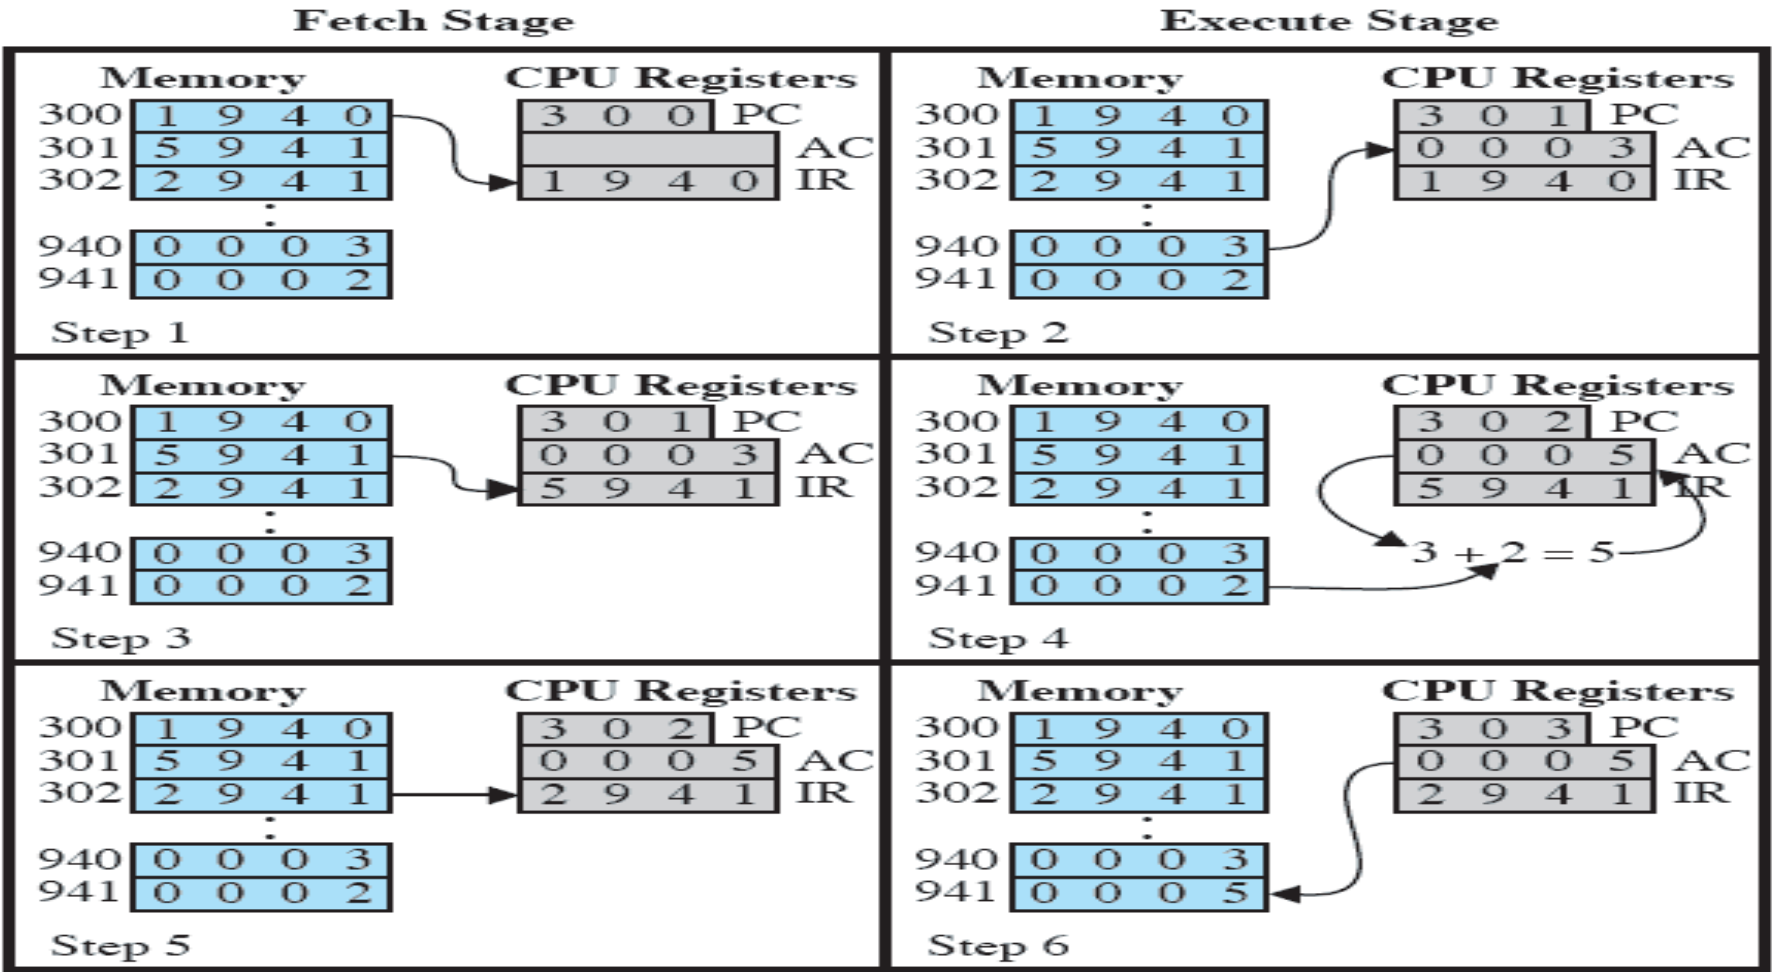 Fetch Stage
Execute Stage
Memory
CPU Registers
300 1 9 4 0
3 0 0 PC
301 5 9 4 1
AC
302 2 9 4 1
1 9 4 0 IR
940 0 0 0 3
941 0 0 0 2
Step 1
Memory
CPU Registers
300 1 9 4 0
3 0 1 PC
301 5 9 4 1
0 0 0 3 AC
302 2 9 4 1
1 9 4 0 IR
940 0 0 0 3
941 0 0 0 2
Step 2
Memory
CPU Registers
300 1 9 4 0
3 0 1 PC
301 5 9 4 1
0 0 0 3 AC
302 2 9 4 1
5 9 4 1 IR
940 0 0 0 3
941 0 0 0 2
Step 3
Memory
CPU Registers
300 1 9 4 0
3 0 2 PC
301 5 9 4 1
0 0 0 5 AC
302 2 9 4 1
5 9 4 1 IR
940 0 0 0 3
3 + 2 = 5
941 0 0 0 2
Step 4
Memory
CPU Registers
300 1 9 4 0
3 0 2 PC
301 5 9 4 1
0 0 0 5 AC
302 2 9 4 1
2 9 4 1 IR
940 0 0 0 3
941 0 0 0 2
Step 5
Memory
CPU Registers
300 1 9 4 0
3 0 3 PC
301 5 9 4 1
0 0 0 5 AC
302 2 9 4 1
2 9 4 1 IR
940 0 0 0 3
941 0 0 0 5
Step 6